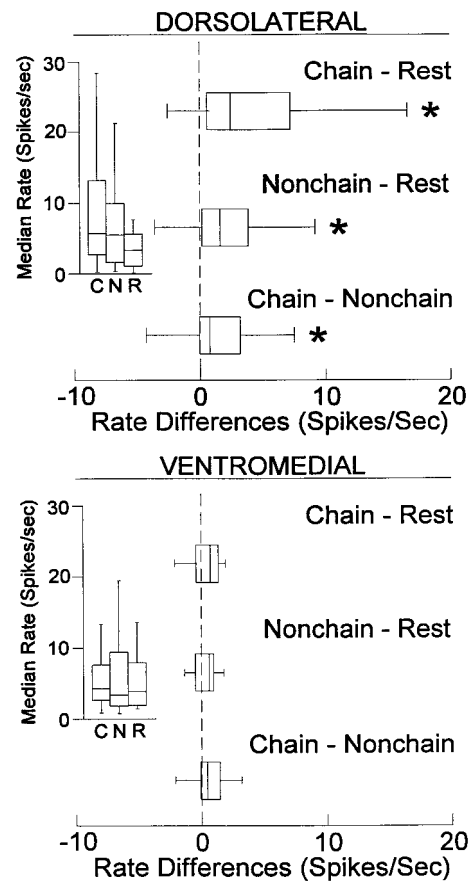 DORSOLATERAL
Median Rate (Spikes/sec)
30
20
10
0
C N R
Chain - Rest
*
Nonchain - Rest
*
Chain - Nonchain
*
-10 0 10 20
Rate Differences (Spikes/Sec)
VENTROMEDIAL
Median Rate (Spikes/sec)
30
20
10
0
C N R
Chain - Rest
Nonchain - Rest
Chain - Nonchain
-10 0 10 20
Rate Differences (Spikes/Sec)